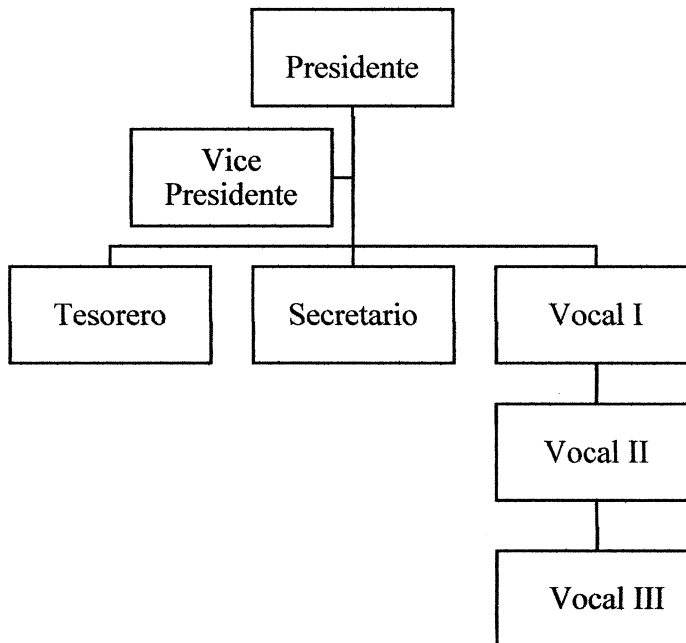 Presidente
Vice
Presidente
Tesorero
Secretario
Vocal I
Vocal II
Vocal III